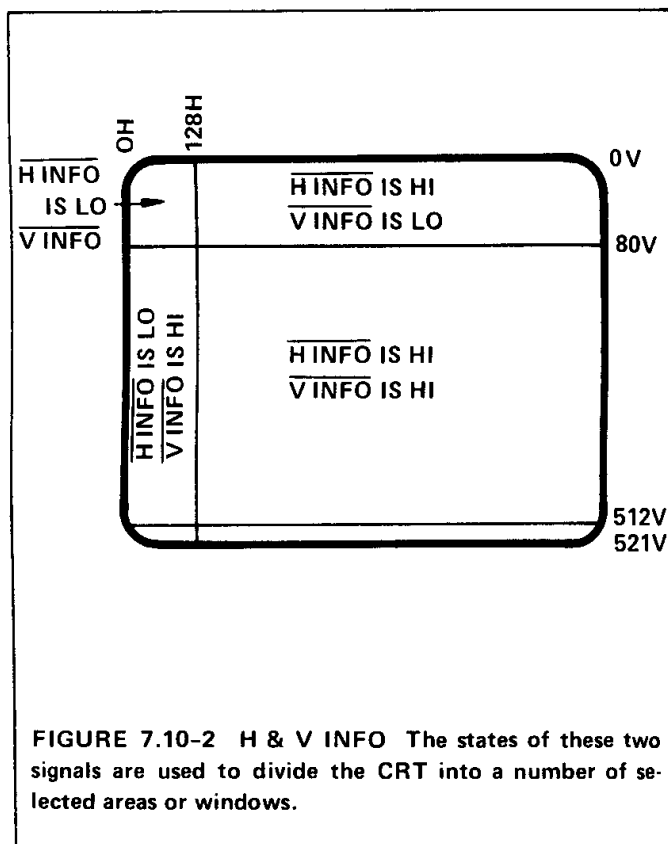 0H
128H
0V
H INFO
IS LO
V INFO
H INFO IS HI
V INFO IS LO
80V
H INFO IS LO
V INFO IS HI
H INFO IS HI
V INFO IS HI
512V
521V
FIGURE 7.10-2 H & V INFO The states of these two
signals are used to divide the CRT into a number of se-
lected areas or windows.